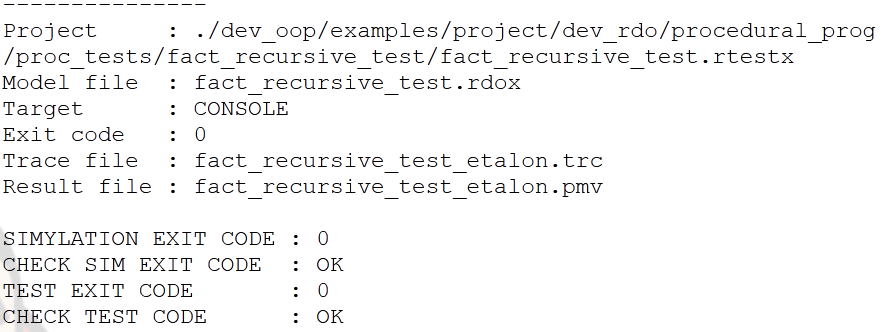 ---------------
Project      : ./dev_oop/examples/project/dev_rdo/procedural_prog
/proc_tests/fact_recursive_test/fact_recursive_test.rtestx
Model file  : fact_recursive_test.rdox
Target      : CONSOLE
Exit code   : 0
Trace file  : fact_recursive_test_etalon.trc
Result file : fact_recursive_test_etalon.pmv

SIMYLATION EXIT CODE : 0
CHECK SIM EXIT CODE  : OK
TEST EXIT CODE       : 0
CHECK TEST CODE      : OK